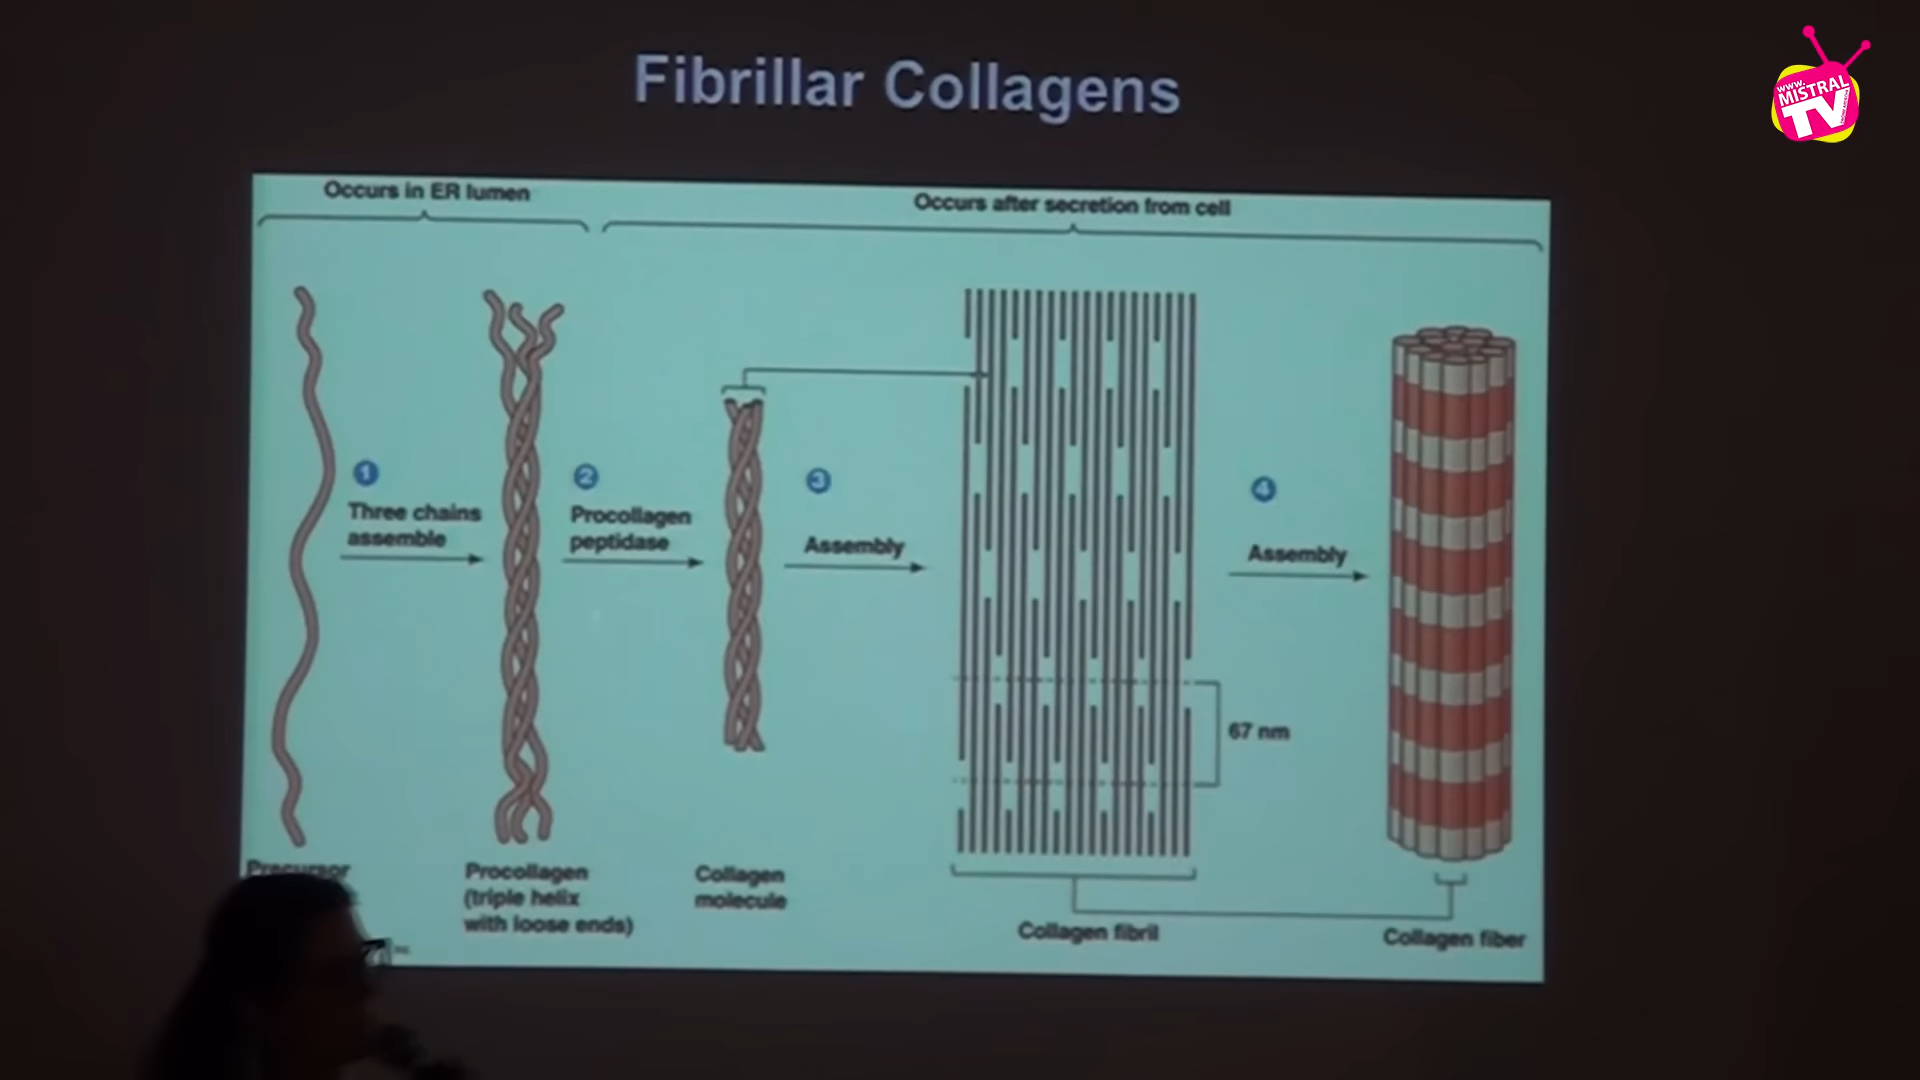 Fibrillar Collagens
WWW.
MISTRAL
TV
Occurs in ER lumen
Occurs after secretion from cell
1
Three chains
assemble
2
Procollagen
peptidase
3
Assembly
4
Assembly
67 nm
Precursor
Procollagen
(triple helix
with loose ends)
Collagen
molecule
Collagen fibril
Collagen fiber